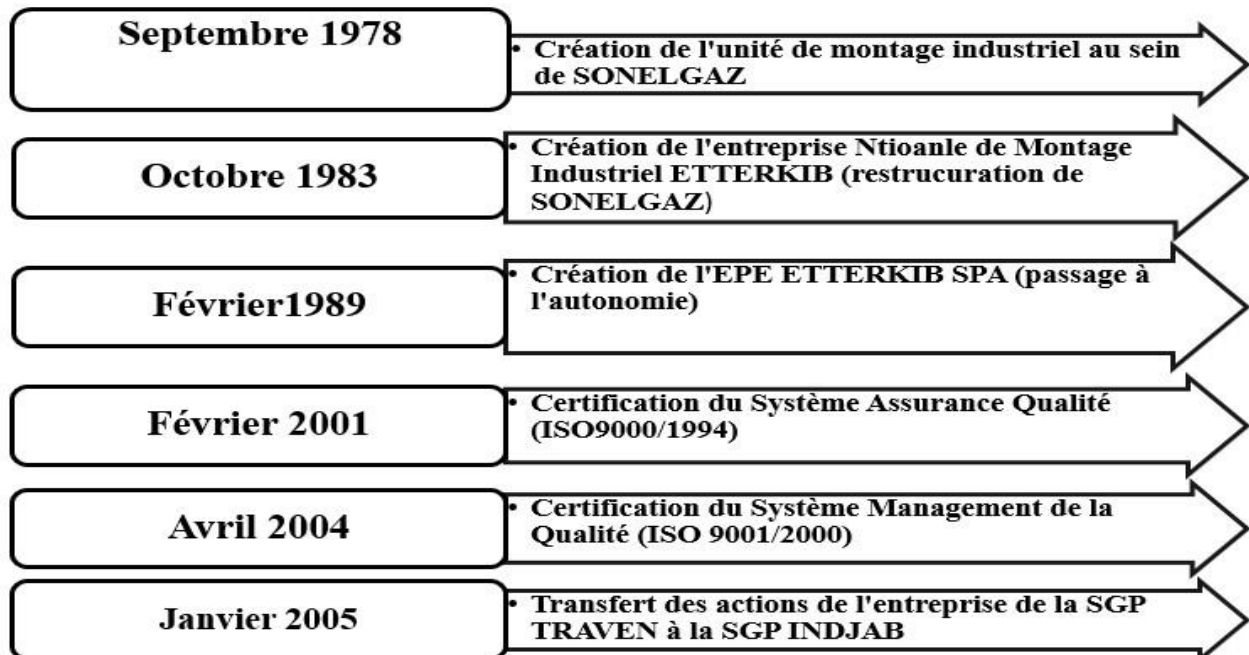 Septembre 1978
• Création de l'unité de montage industriel au sein
de SONELGAZ
Octobre 1983
• Création de l'entreprise Ntioanle de Montage
Industriel ETTERKIB (restrucuration de
SONELGAZ)
Février1989
• Création de l'EPE ETTERKIB SPA (passage à
l'autonomie)
Février 2001
• Certification du Système Assurance Qualité
(ISO9000/1994)
Avril 2004
• Certification du Système Management de la
Qualité (ISO 9001/2000)
Janvier 2005
• Transfert des actions de l'entreprise de la SGP
TRAVEN à la SGP INDJAB